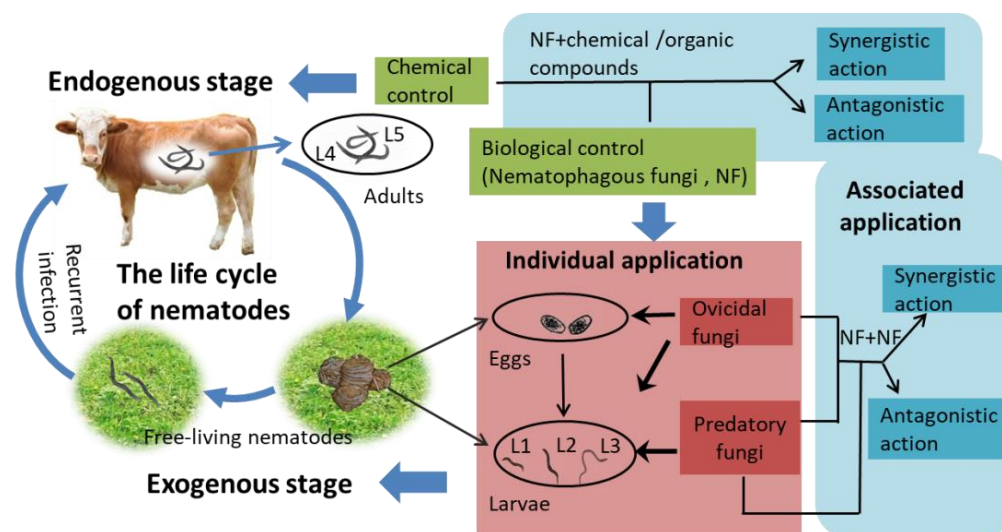 Endogenous stage
Chemical
control
NF+chemical /organic
compounds
Synergistic
action
Antagonistic
action
L4
L5
Adults
Biological control
(Nematophagous fungi , NF)
Associated
application
Recurrent
infection
The life cycle
of nematodes
Individual application
Eggs
Ovicidal
fungi
Synergistic
action
NF+NF
Free-living nematodes
L1
L2
L3
Predatory
fungi
Antagonistic
action
Exogenous stage
Larvae